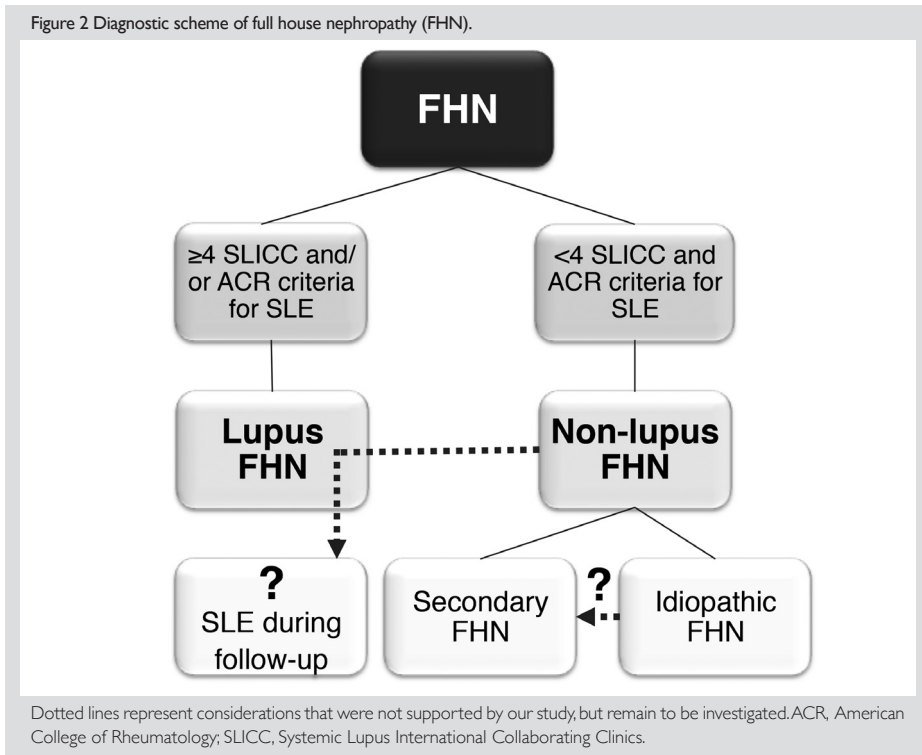 Figure 2 Diagnostic scheme of full house nephropathy (FHN).
FHN
≥4 SLICC and/
or ACR criteria
for SLE
<4 SLICC and
ACR criteria for
SLE
Lupus
FHN
Non-lupus
FHN
?
SLE during
follow-up
Secondary
FHN
?
Idiopathic
FHN
Dotted lines represent considerations that were not supported by our study, but remain to be investigated. ACR, American
College of Rheumatology; SLICC, Systemic Lupus International Collaborating Clinics.